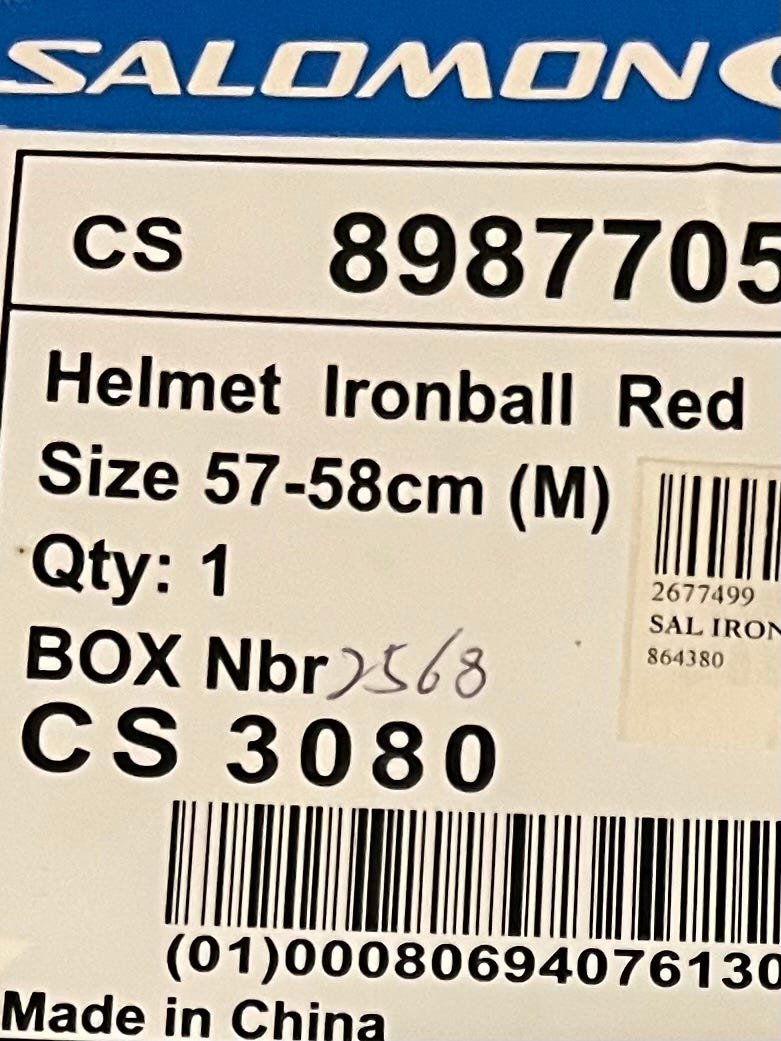 SALOMON
CS 8987705
Helmet Ironball Red
Size 57-58cm (M)
Qty: 1
BOX Nbr 2568
CS 3080
2677499
SAL IRON
864380
(01)00080694076130
Made in China